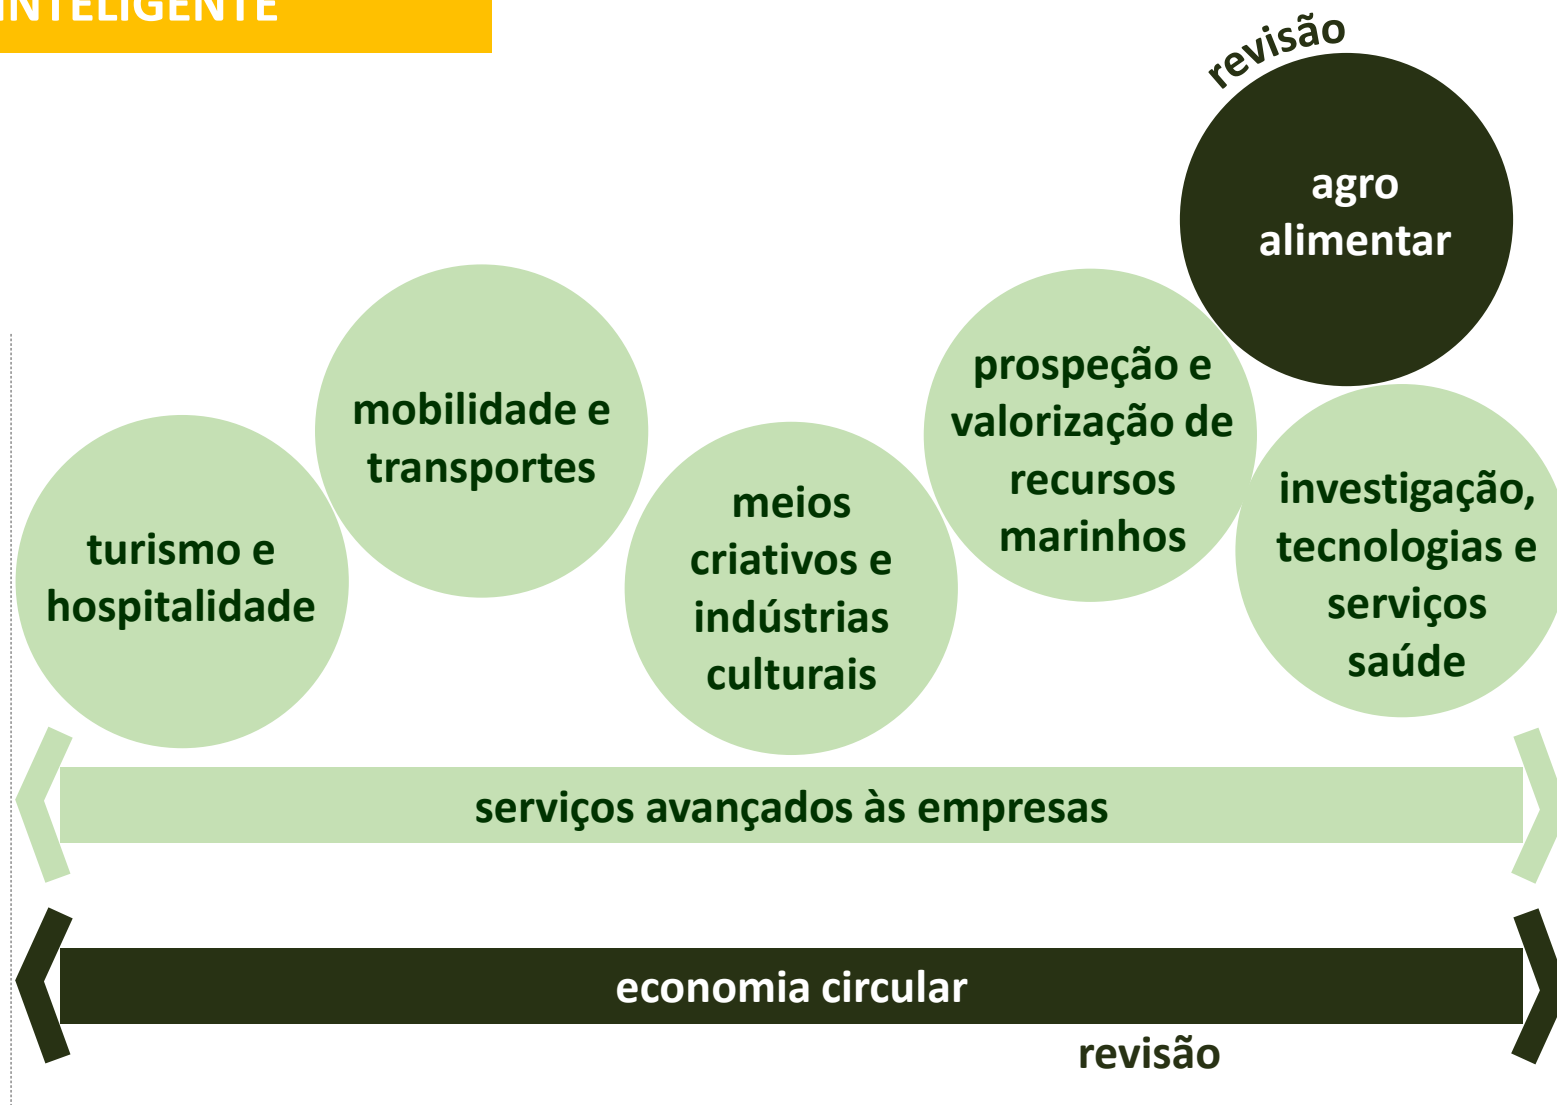 INTELIGENTE
revisão
agro
alimentar
prospeção e
valorização de
recursos
marinhos
mobilidade e
transportes
meios
criativos e
indústrias
culturais
investigação,
tecnologias e
serviços
saúde
turismo e
hospitalidade
serviços avançados às empresas
economia circular
revisão